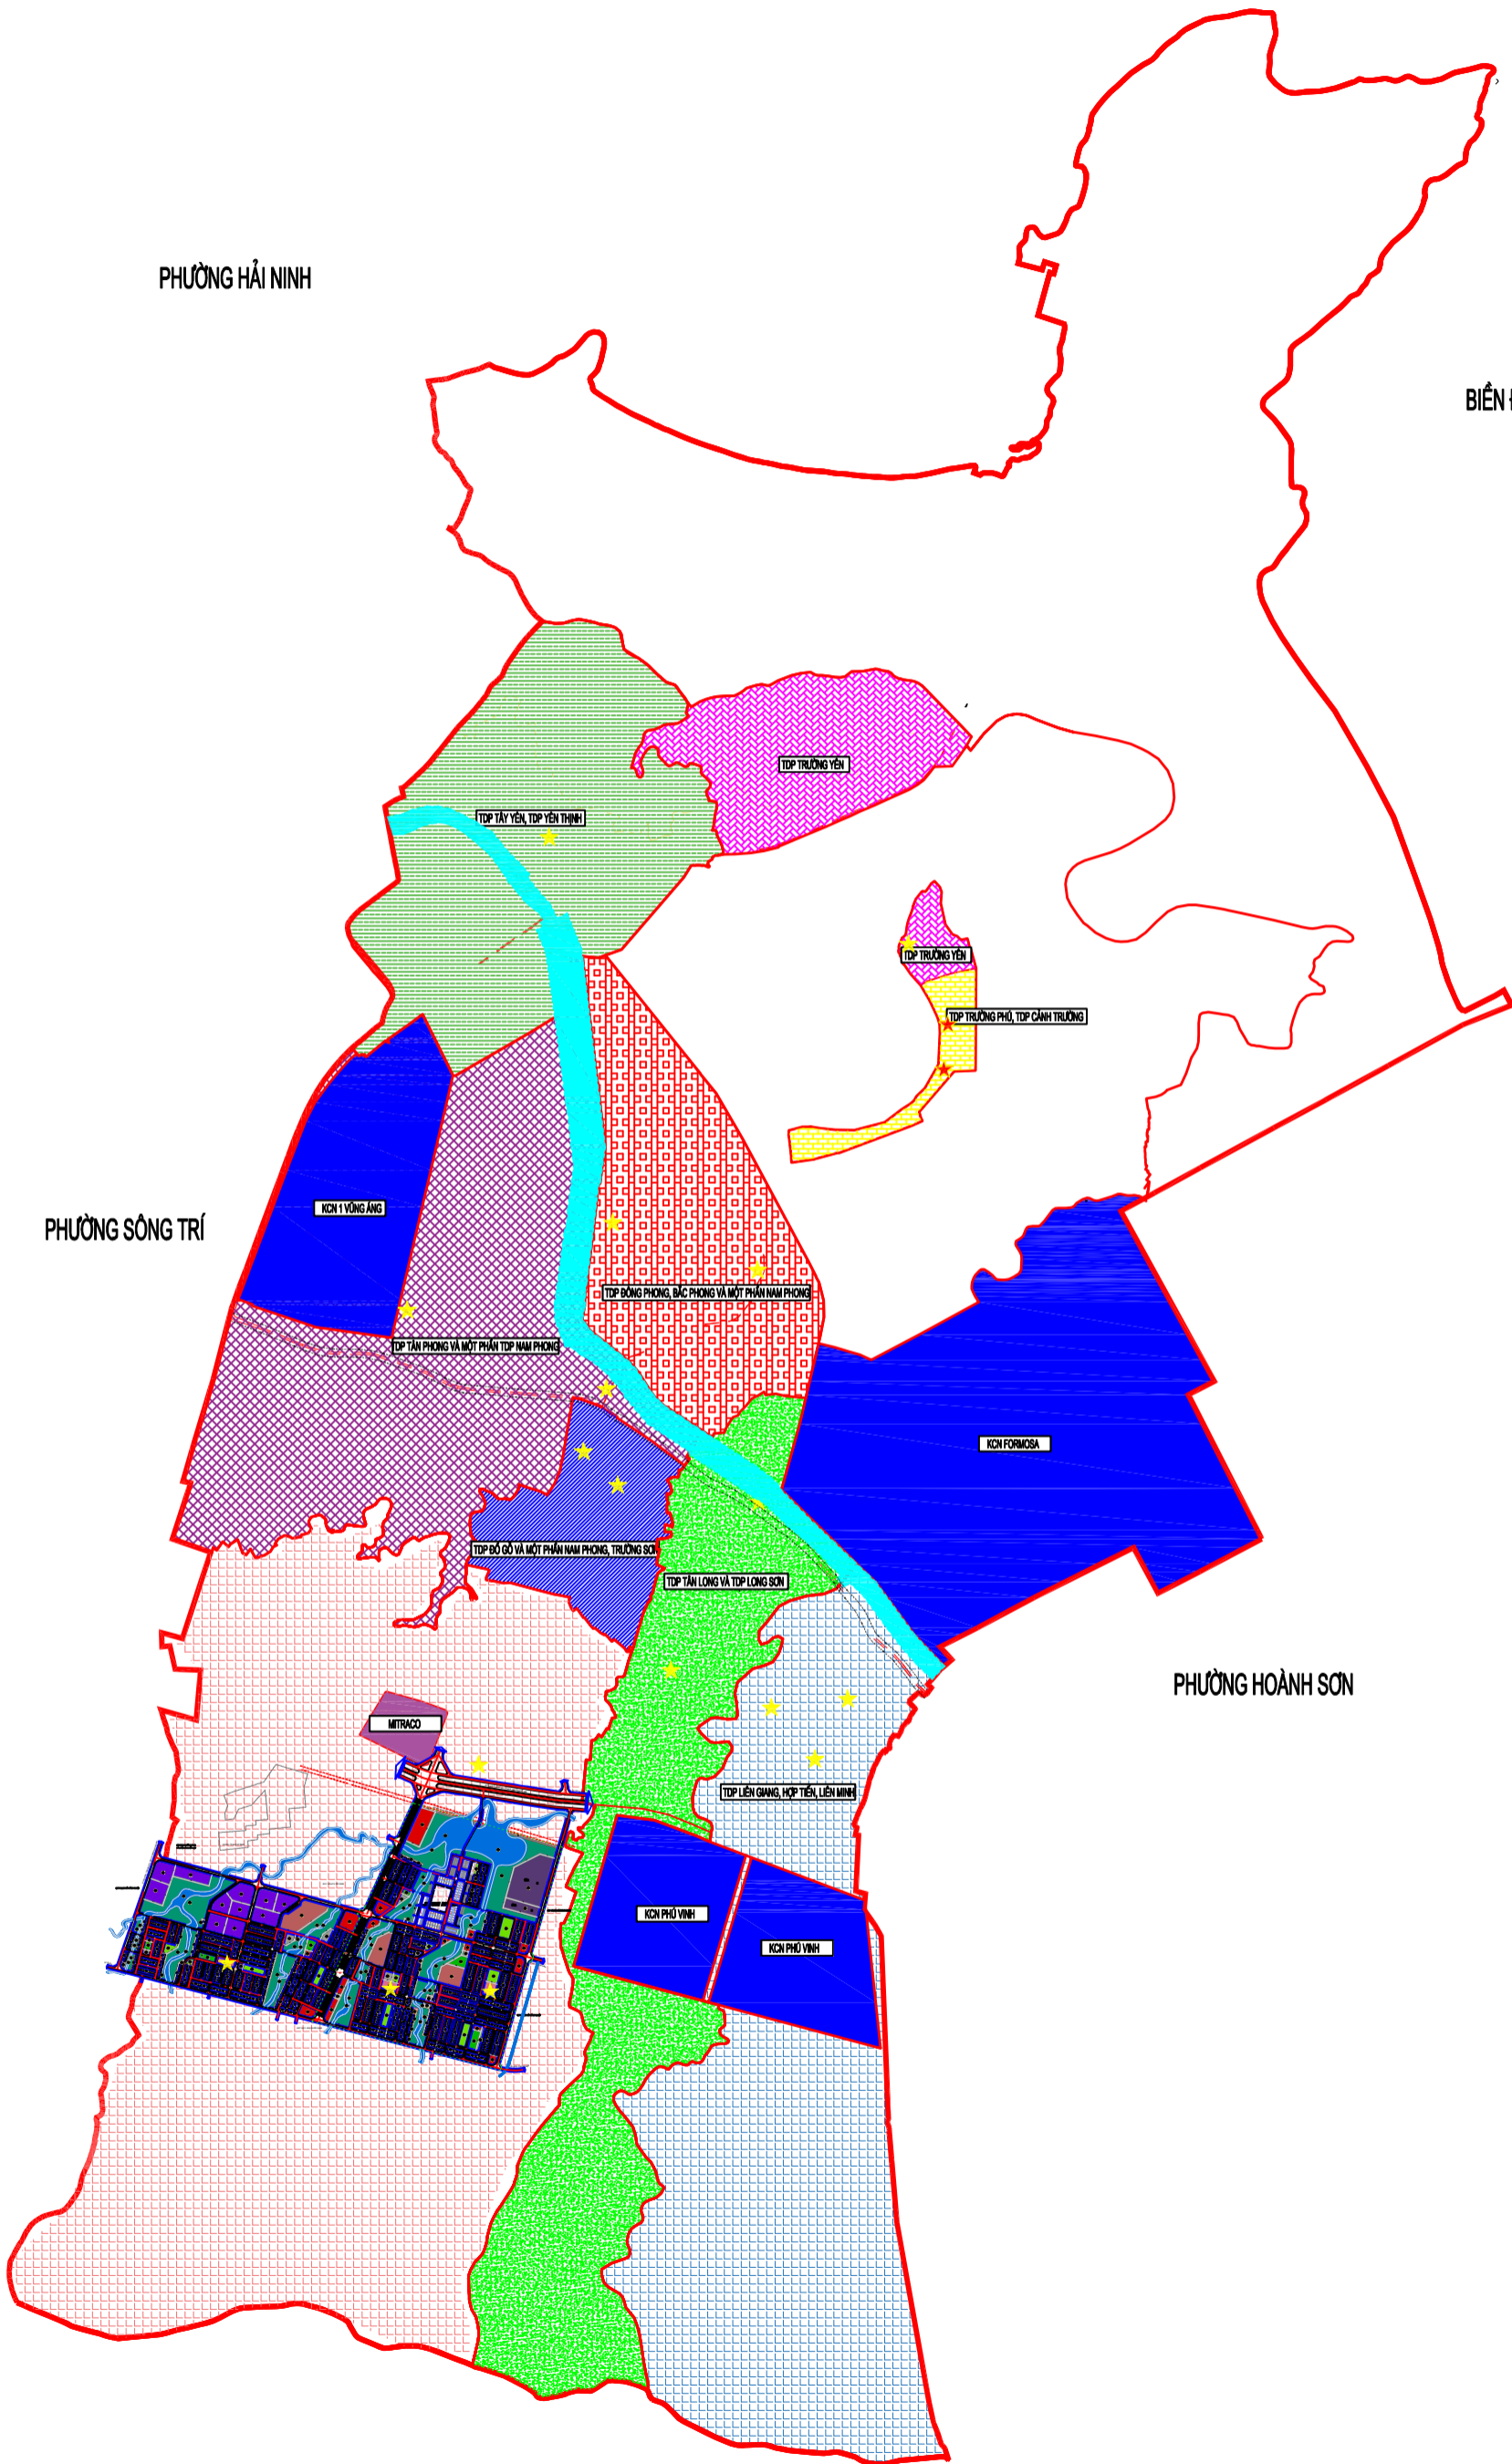 PHƯỜNG HẢI NINH
BIỂN
TDP TRƯỜNG YÊN
TDP TÂY YÊN, TDP YÊN THỊNH
TDP TRƯỜNG YÊN
TDP TRƯỜNG PHÚ, TDP CẢNH TRƯỜNG
KCN 1 VŨNG ÁNG
PHƯỜNG SÔNG TRÍ
TDP ĐÔNG PHONG, BẮC PHONG VÀ MỘT PHẦN NAM PHONG
TDP TÂN PHONG VÀ MỘT PHẦN TDP NAM PHONG
KCN FORMOSA
TDP ĐỖ GỖ VÀ MỘT PHẦN NAM PHONG, TRƯỜNG SƠN
TDP TÂN LONG VÀ TDP LONG SƠN
PHƯỜNG HOÀNH SƠN
MITRACO
TDP LIÊN GIANG, HỢP TIẾN, LIÊN MINH
KCN PHÚ VINH
KCN PHÚ VINH